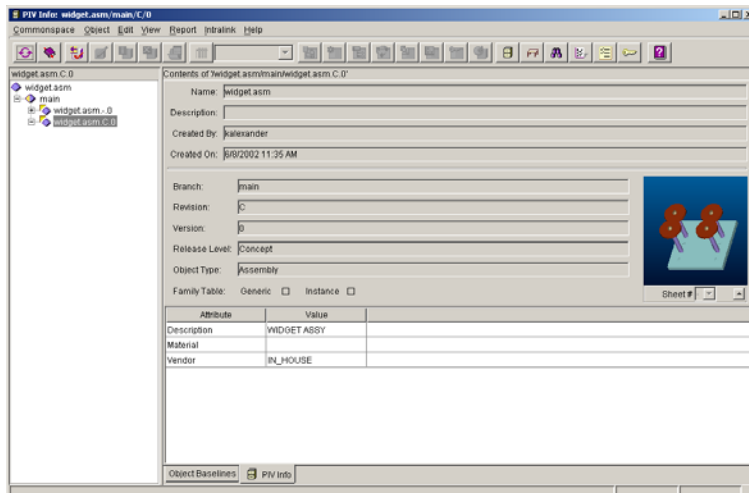 PIV Info: widget.asm/main/C/0
Commonspace Object Edit View Report Intralink Help
widget.asm.C.0
Contents of '/widget.asm/main/widget.asm.C.0'
widget.asm
main
widget.asm.-.0
widget.asm.C.0
Name: widget.asm
Description:
Created By: kalexander
Created On: 6/8/2002 11:35 AM
Branch: main
Revision: C
Version: 0
Release Level: Concept
Object Type: Assembly
Family Table: Generic Instance
Sheet #
Attribute Value
Description WIDGET ASSY
Material
Vendor IN_HOUSE
Object Baselines PIV Info